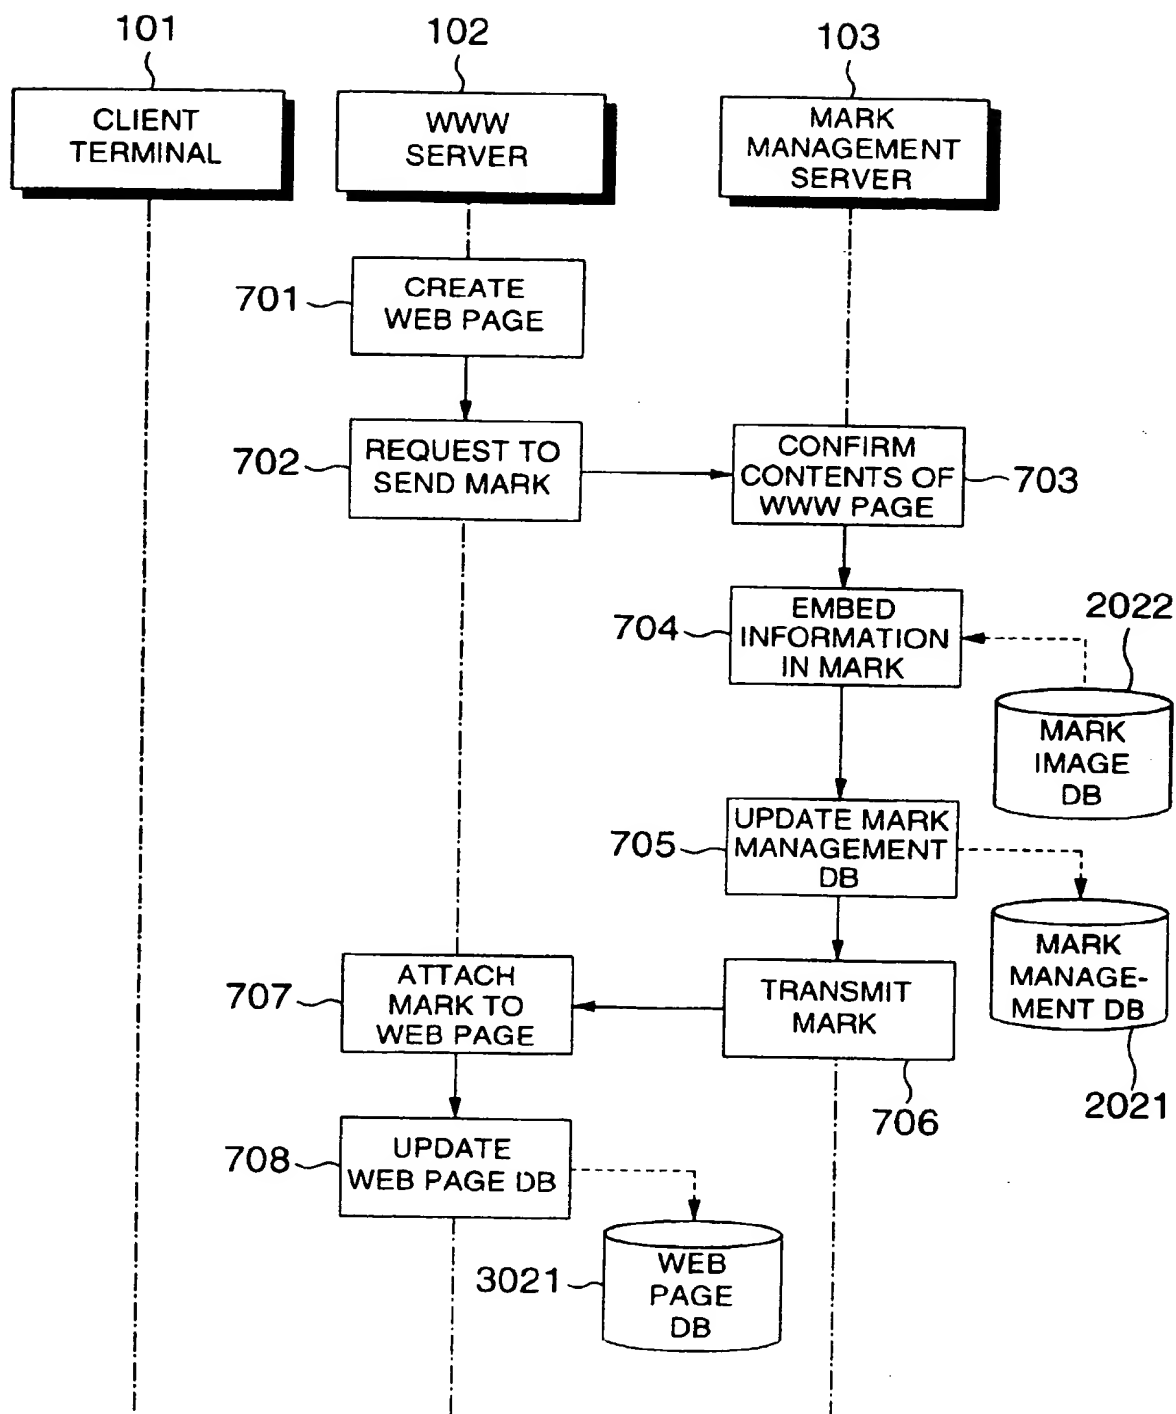 101
102
103
CLIENT
TERMINAL
WWW
SERVER
MARK
MANAGEMENT
SERVER
701
CREATE
WEB PAGE
702
REQUEST TO
SEND MARK
CONFIRM
CONTENTS OF
WWW PAGE
703
704
EMBED
INFORMATION
IN MARK
2022
MARK
IMAGE
DB
705
UPDATE MARK
MANAGEMENT
DB
MARK
MANAGE-
MENT DB
2021
707
ATTACH
MARK TO
WEB PAGE
TRANSMIT
MARK
706
708
UPDATE
WEB PAGE DB
3021
WEB
PAGE
DB